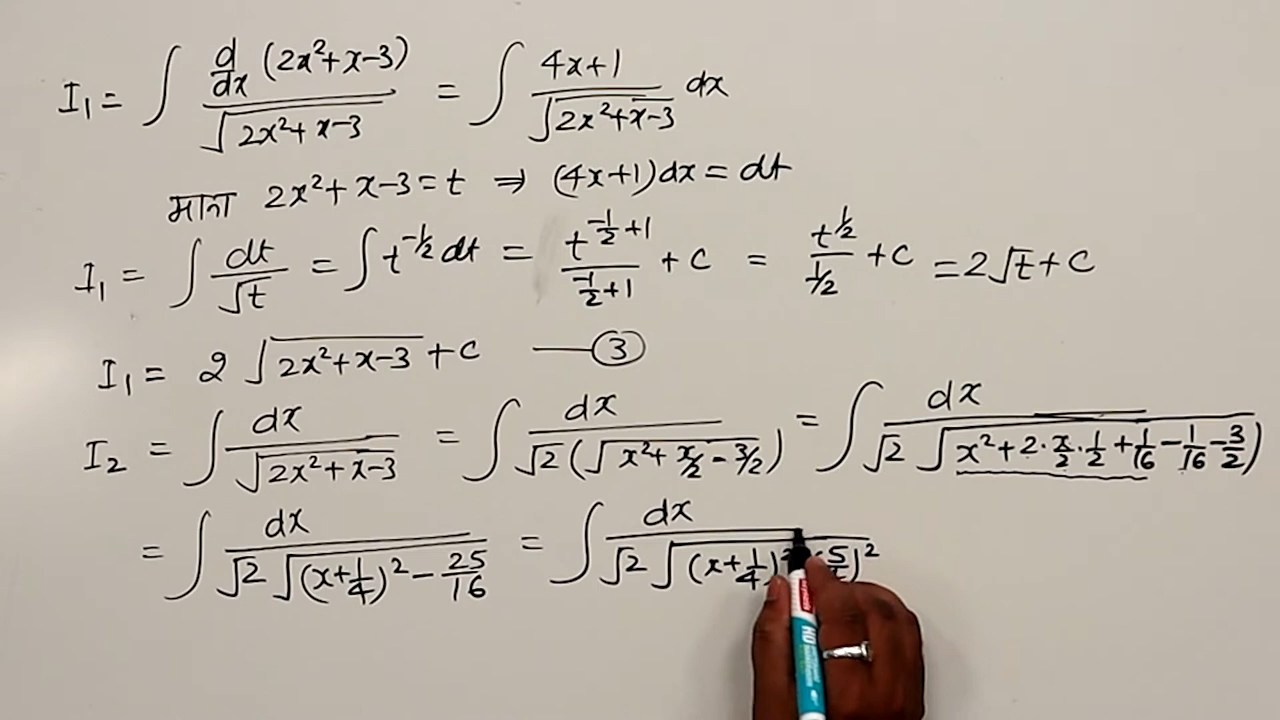 I₁ = ∫ d/dx (2x²+x-3) / √(2x²+x-3) = ∫ (4x+1) / √(2x²+x-3) dx
माना 2x²+x-3=t ⇒ (4x+1)dx=dt
I₁ = ∫ dt/√t = ∫ t^(-1/2) dt = t^(-1/2+1) / (-1/2+1) + c = t^(1/2) / (1/2) + c = 2√t + c
I₁ = 2 √(2x²+x-3) + c —③
I₂ = ∫ dx / √(2x²+x-3) = ∫ dx / √2(√(x²+x/2-3/2)) = ∫ dx / √2 √(x²+2·x/2·1/2+1/16-1/16-3/2)
= ∫ dx / √2 √((x+1/4)²-25/16) = ∫ dx / √2 √((x+1/4)² (5 )²
HD